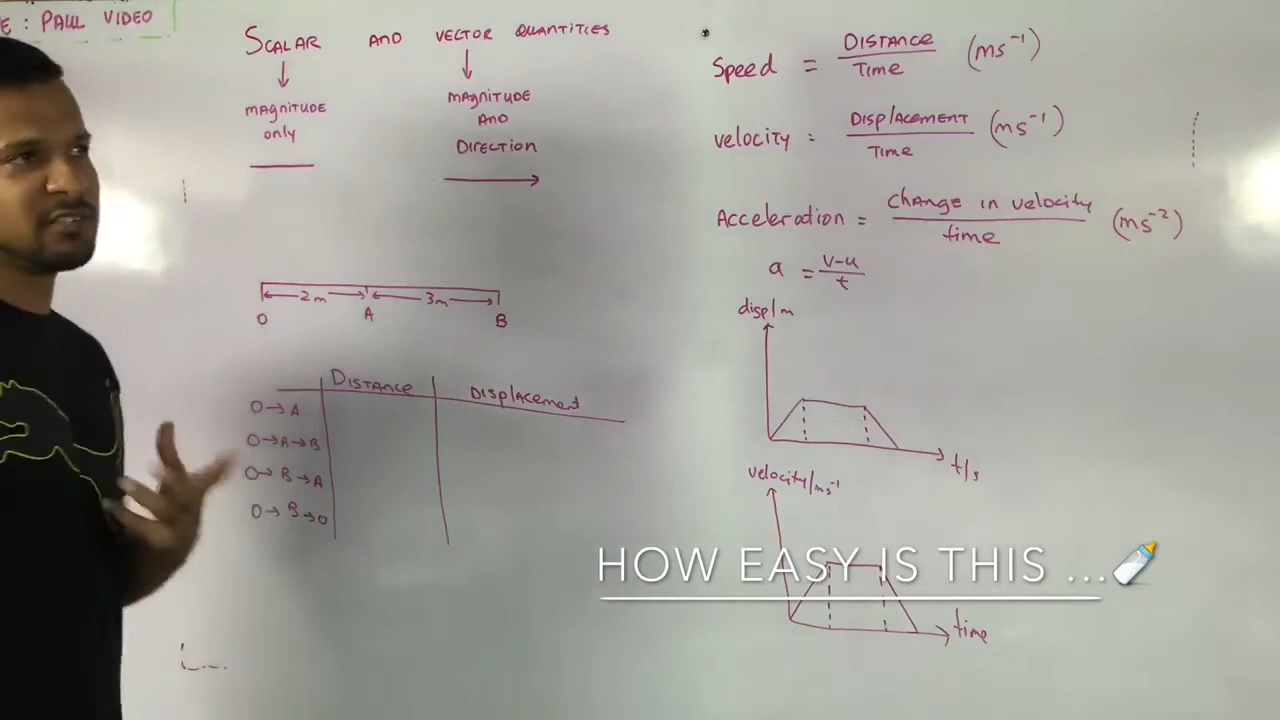 E : PAUL VIDEO
SCALAR AND VECTOR QUANTITIES
MAGNITUDE only
MAGNITUDE AND DIRECTION
2m 3m
O A B
DISTANCE DISPLACEMENT
O→A
O→A→B
O→B→A
O→B→O
Speed = DISTANCE / Time (ms⁻¹)
Velocity = DISPLACEMENT / Time (ms⁻¹)
Acceleration = Change in velocity / time (ms⁻²)
a = v-u / t
displ m
t/s
velocity/ms⁻¹
time
HOW EASY IS THIS ...🍼